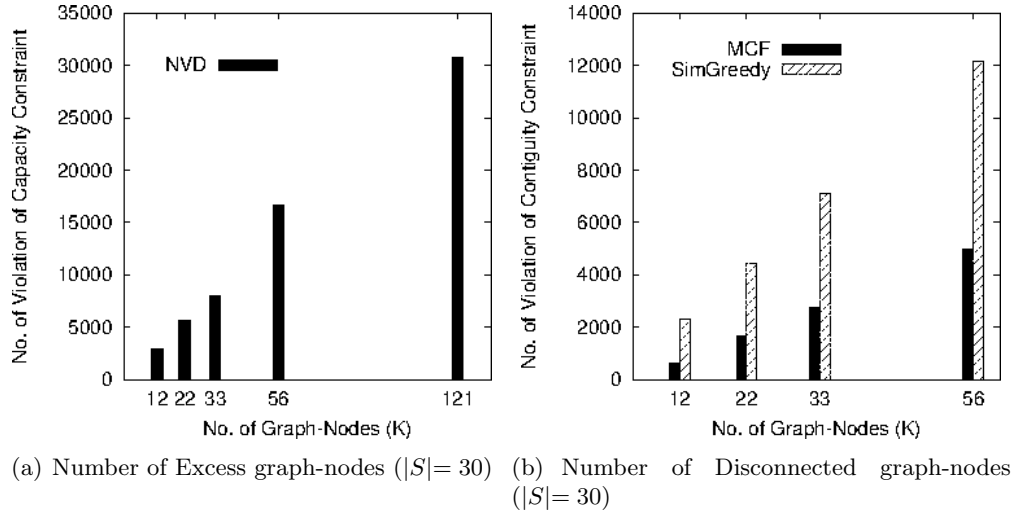 35000
30000
25000
20000
15000
10000
5000
0
No. of Violation of Capacity Constraint
NVD
12 22 33 56 121
No. of Graph-Nodes (K)
(a) Number of Excess graph-nodes (|S|= 30)
14000
12000
10000
8000
6000
4000
2000
0
No. of Violation of Contiguity Constraint
MCF
SimGreedy
12 22 33 56
No. of Graph-Nodes (K)
(b) Number of Disconnected graph-nodes
(|S|= 30)